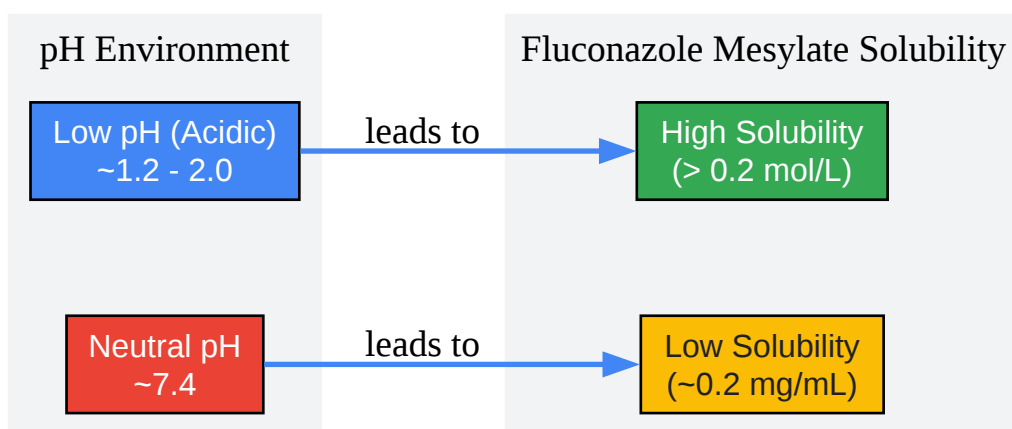 pH Environment
Fluconazole Mesylate Solubility
Low pH (Acidic)
~1.2 - 2.0
leads to
High Solubility
(> 0.2 mol/L)
Neutral pH
~7.4
leads to
Low Solubility
(~0.2 mg/mL)